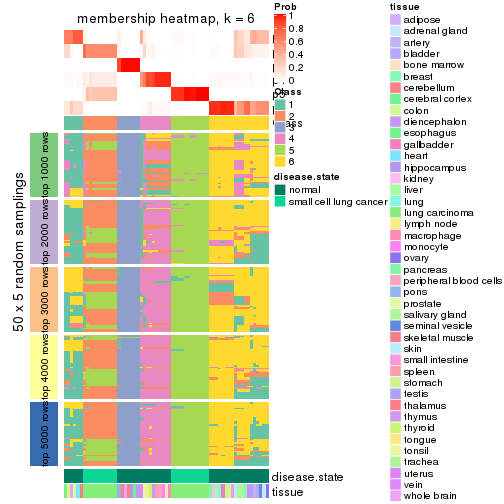 membership heatmap, k = 6
50 x 5 random samplings
top 1000 rows
top 2000 rows
top 3000 rows
top 4000 rows
top 5000 rows
disease.state
tissue
Prob
1
0.8
0.6
0.4
0.2
0
Class
1
2
3
4
5
6
disease.state
normal
small cell lung cancer
tissue
adipose
adrenal gland
artery
bladder
bone marrow
breast
cerebellum
cerebral cortex
colon
diencephalon
esophagus
gallbladder
heart
hippocampus
kidney
liver
lung
lung carcinoma
lymph node
macrophage
monocyte
ovary
pancreas
peripheral blood cells
pons
prostate
salivary gland
seminal vesicle
skeletal muscle
skin
small intestine
spleen
stomach
testis
thalamus
thymus
thyroid
tongue
tonsil
trachea
uterus
vein
whole brain